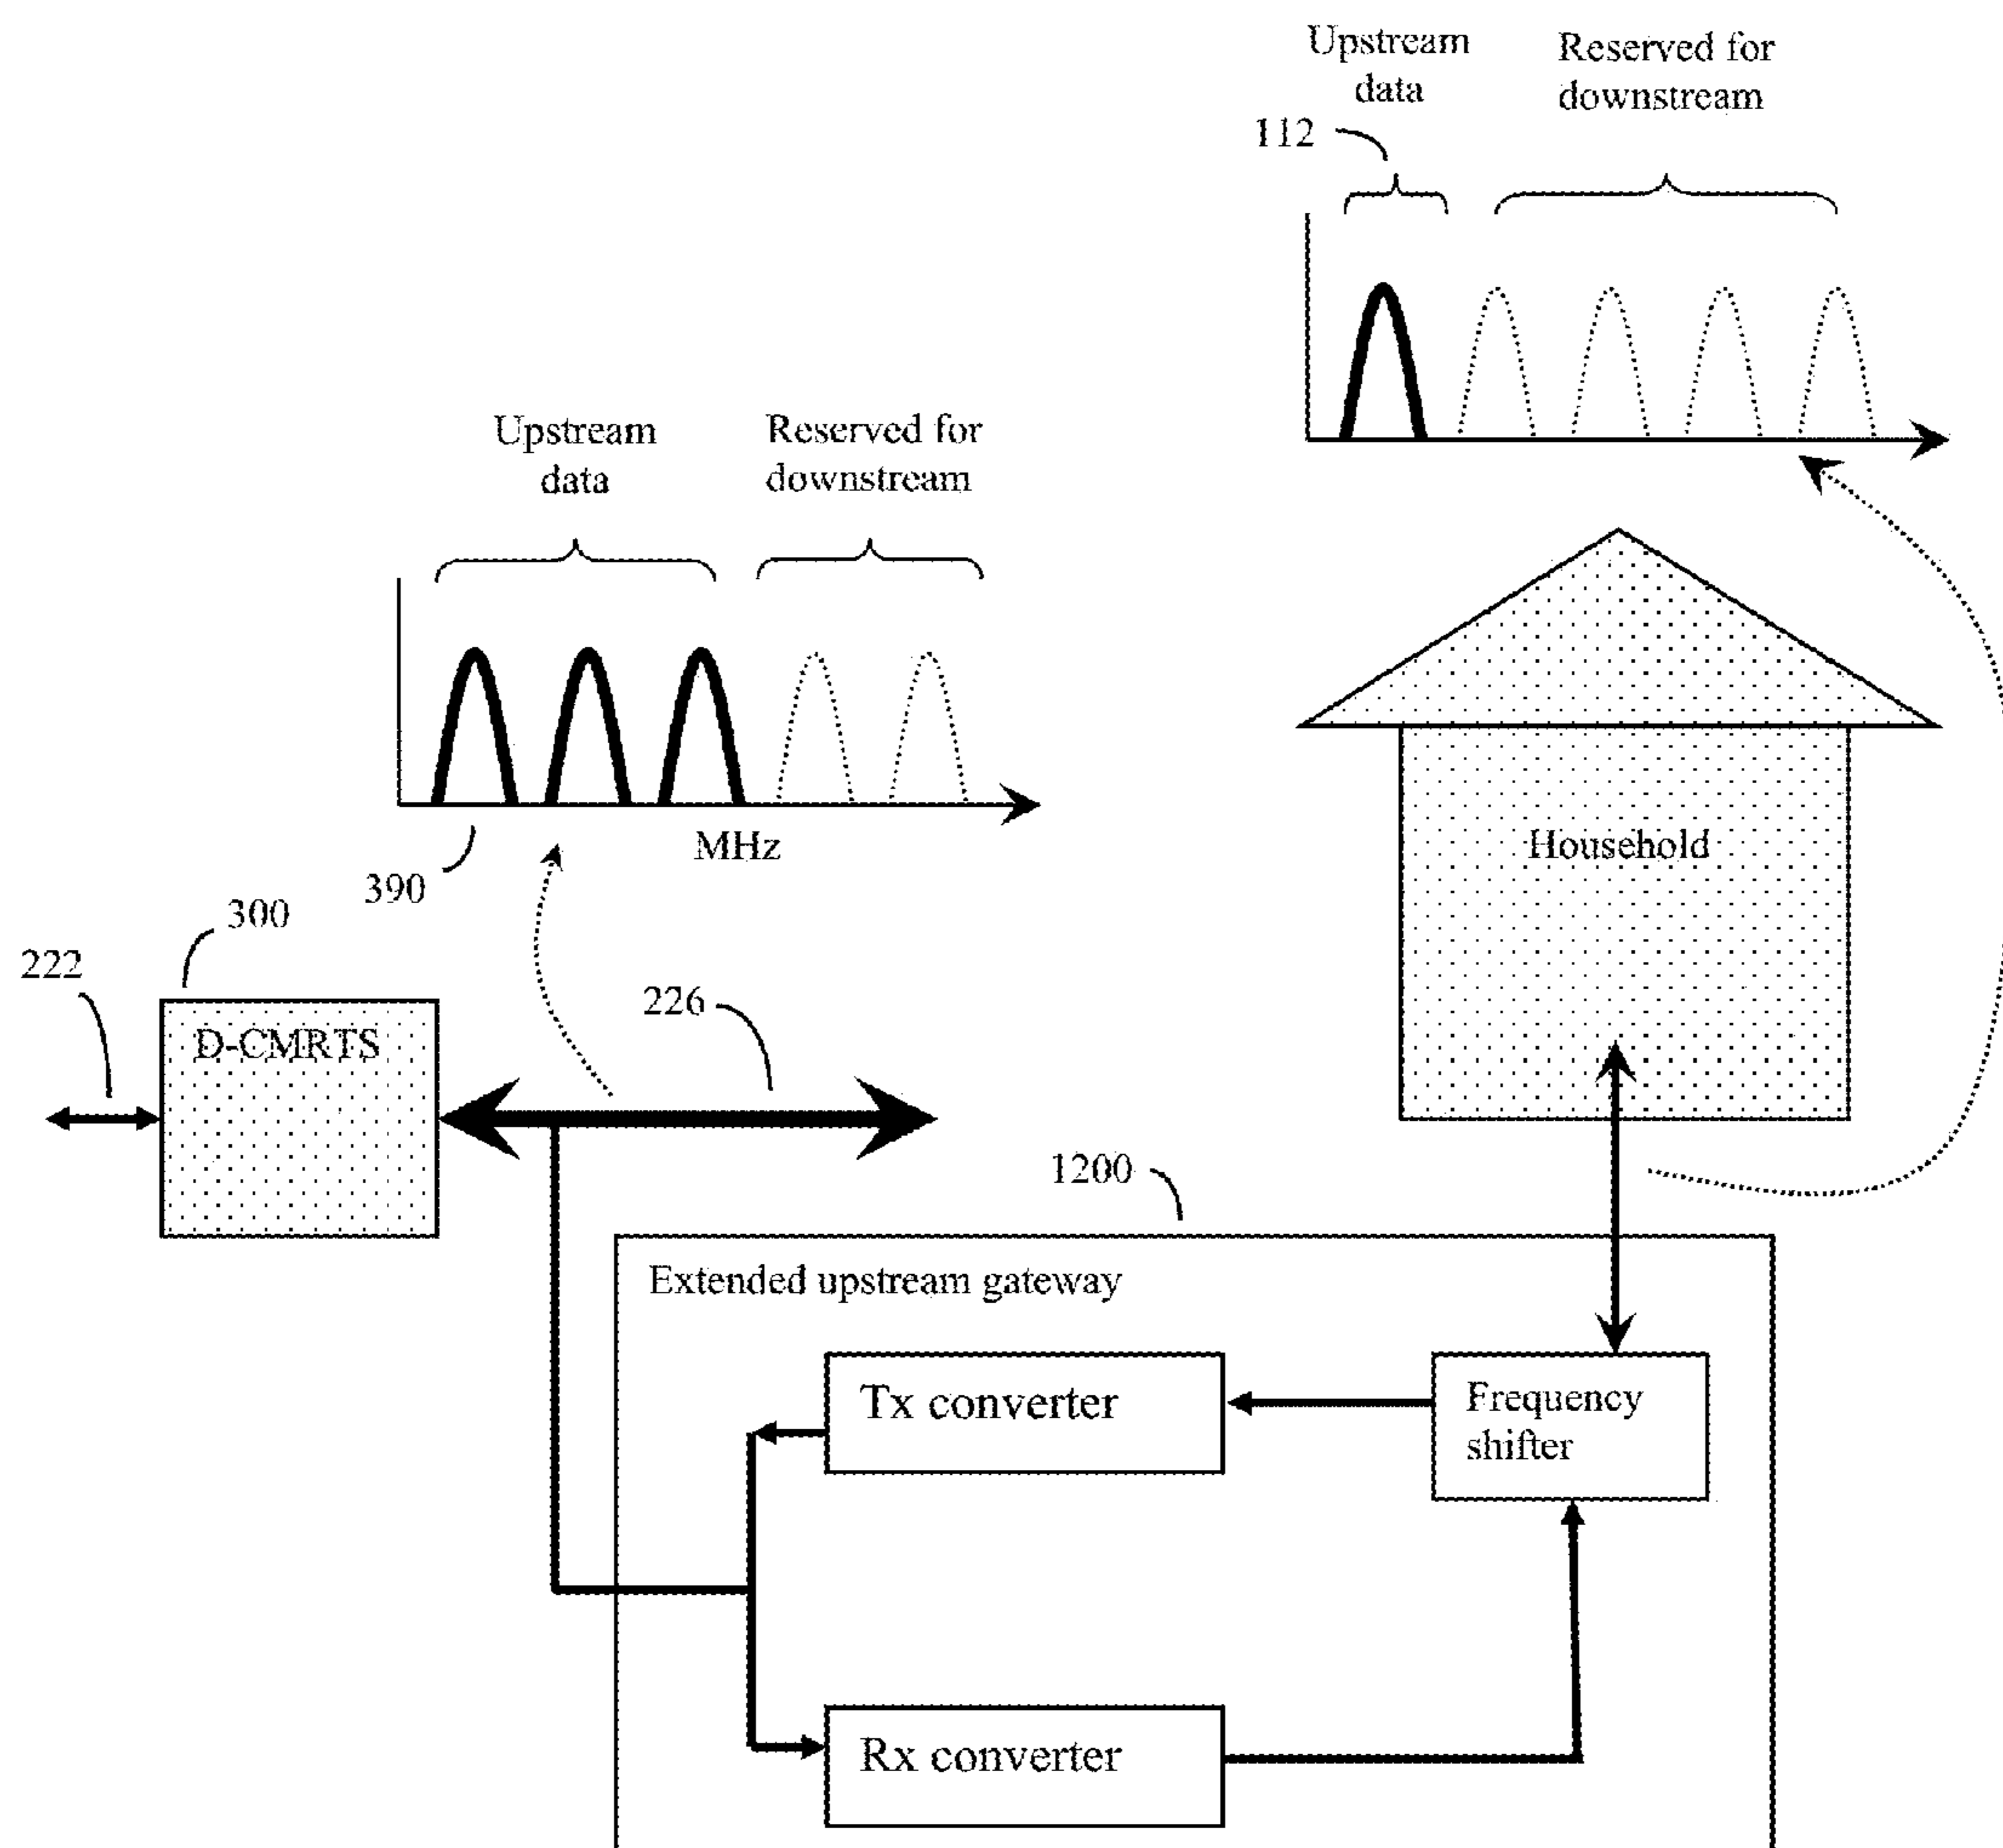 Upstream
data
Reserved for
downstream
112
Upstream
data
Reserved for
downstream
MHz
390
300
222
D-CMRTS
226
Household
1200
Extended upstream gateway
Tx converter
Frequency
shifter
Rx converter